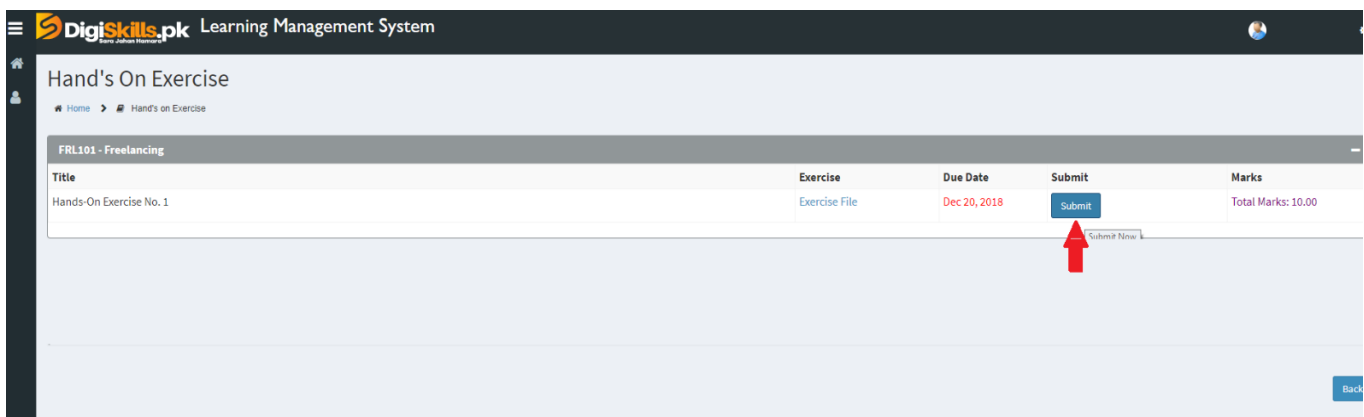 DigiSkills.pk Learning Management System
Hand's On Exercise
Home > Hand's on Exercise
FRL101 - Freelancing
Title Exercise Due Date Submit Marks
Hands-On Exercise No. 1 Exercise File Dec 20, 2018 Submit Total Marks: 10.00
Submit Now
Back